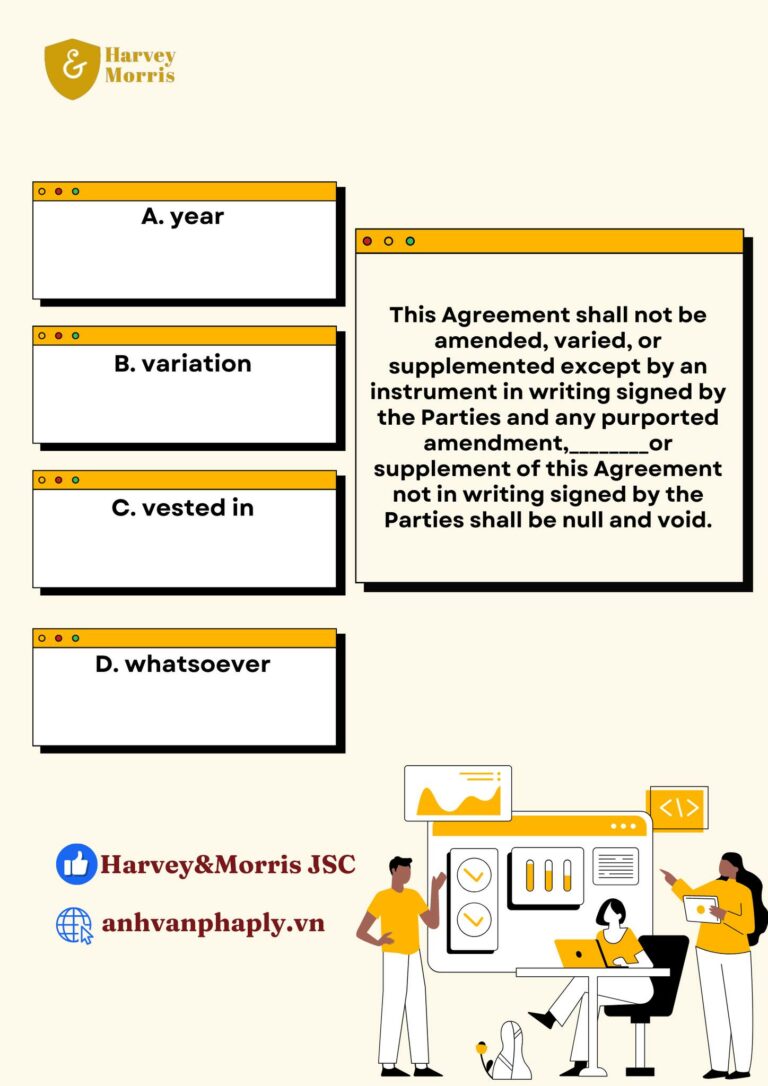 Harvey
Morris
A. year
B. variation
C. vested in
D. whatsoever
This Agreement shall not be
amended, varied, or
supplemented except by an
instrument in writing signed by
the Parties and any purported
amendment,________or
supplement of this Agreement
not in writing signed by the
Parties shall be null and void.
Harvey&Morris JSC
anhvanphaply.vn